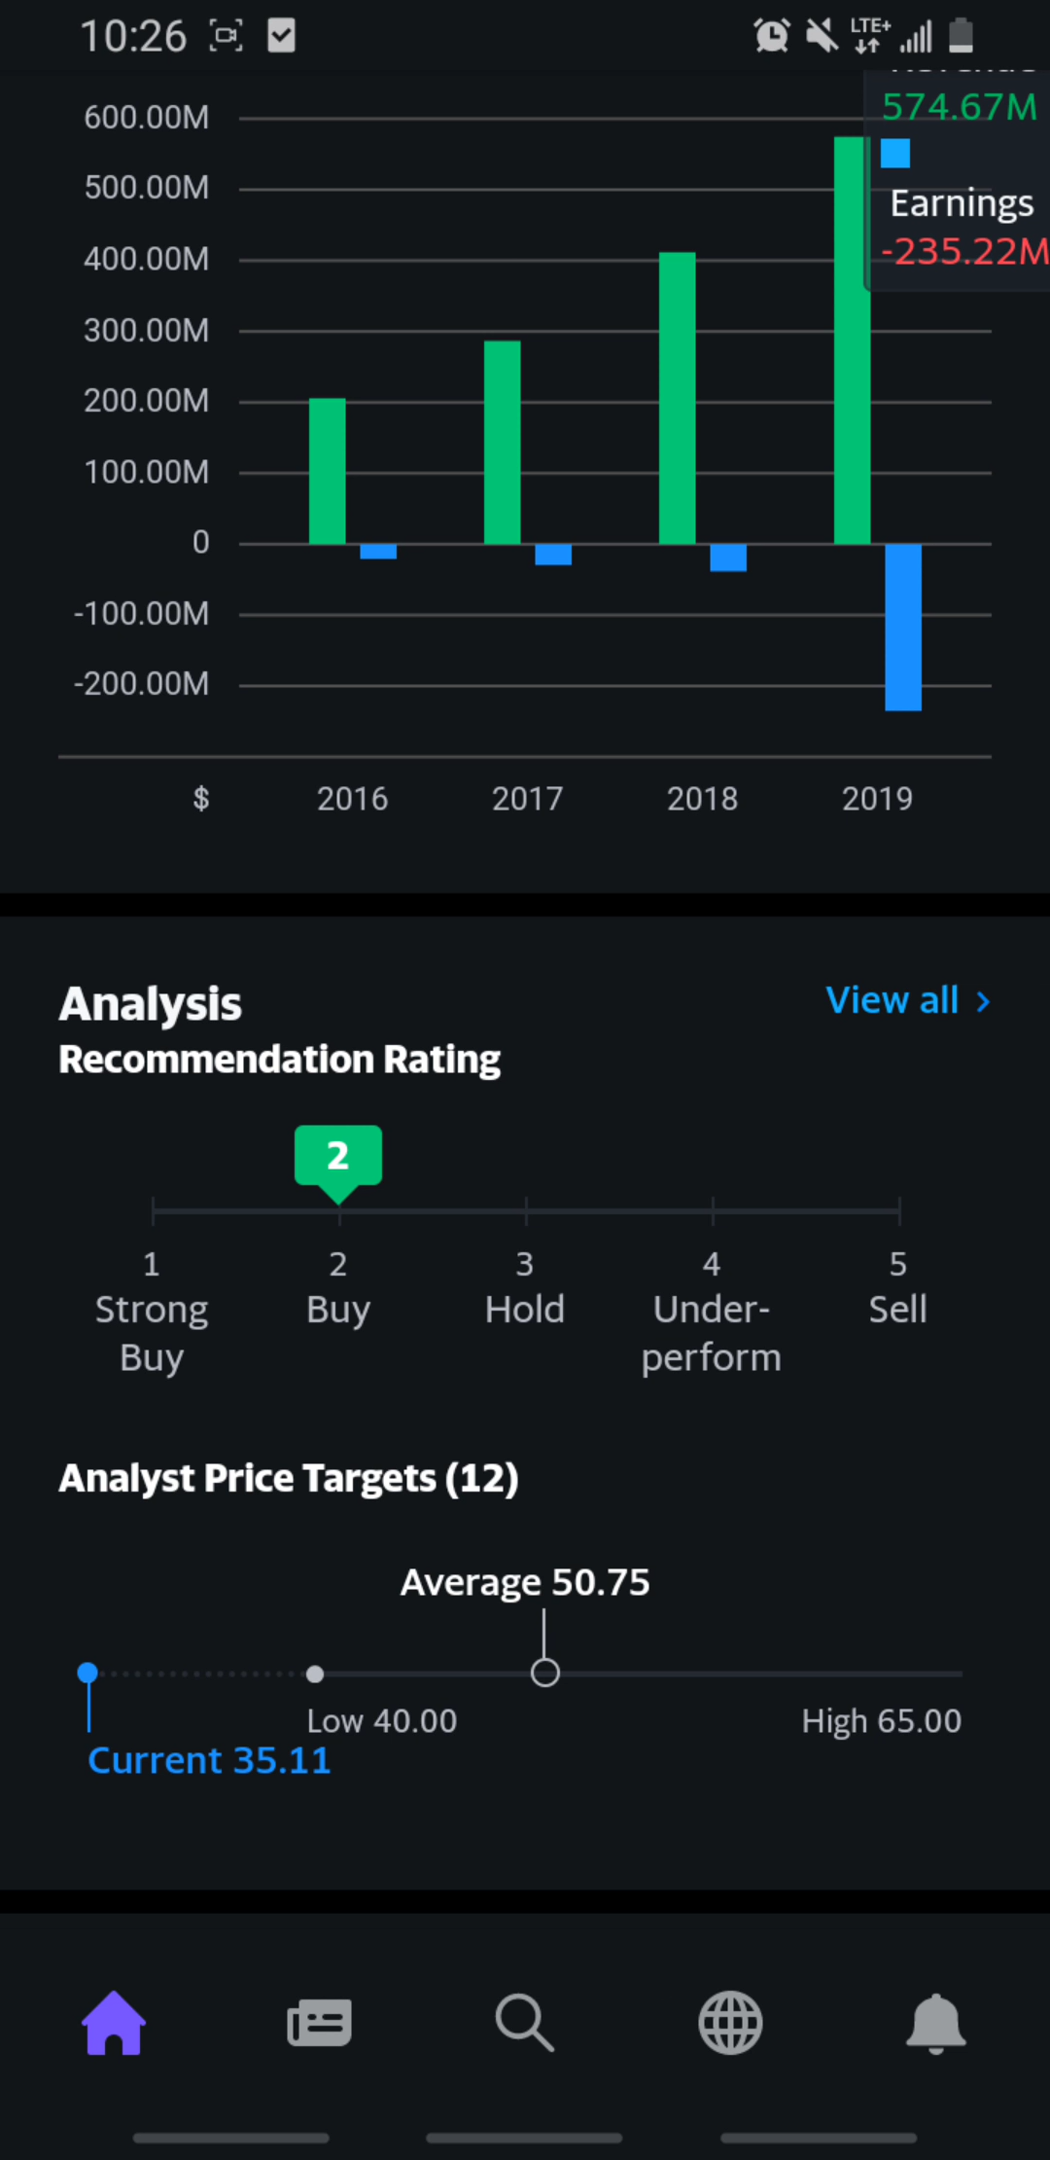 10:26 LTE+
574.67M
Earnings
-235.22M
600.00M
500.00M
400.00M
300.00M
200.00M
100.00M
0
-100.00M
-200.00M
$ 2016 2017 2018 2019
Analysis View all >
Recommendation Rating
2
1 2 3 4 5
Strong Buy Hold Under- Sell
Buy perform
Analyst Price Targets (12)
Average 50.75
Low 40.00 High 65.00
Current 35.11